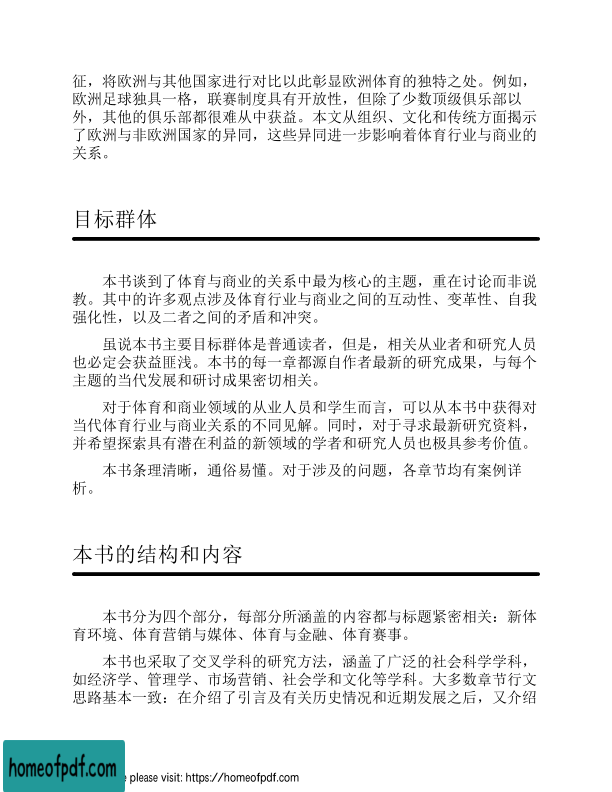 征，将欧洲与其他国家进行对比以此彰显欧洲体育的独特之处。例如，
欧洲足球独具一格，联赛制度具有开放性，但除了少数顶级俱乐部以
外，其他的俱乐部都很难从中获益。本文从组织、文化和传统方面揭示
了欧洲与非欧洲国家的异同，这些异同进一步影响着体育行业与商业的
关系。
目标群体
本书谈到了体育与商业的关系中最为核心的主题，重在讨论而非说
教。其中的许多观点涉及体育行业与商业之间的互动性、变革性、自我
强化性，以及二者之间的矛盾和冲突。
虽说本书主要目标群体是普通读者，但是，相关从业者和研究人员
也必定会获益匪浅。本书的每一章都源自作者最新的研究成果，与每个
主题的当代发展和研讨成果密切相关。
对于体育和商业领域的从业人员和学生而言，可以从本书中获得对
当代体育行业与商业关系的不同见解。同时，对于寻求最新研究资料，
并希望探索具有潜在利益的新领域的学者和研究人员也极具参考价值。
本书条理清晰，通俗易懂。对于涉及的问题，各章节均有案例详
析。
本书的结构和内容
本书分为四个部分，每部分所涵盖的内容都与标题紧密相关：新体
育环境、体育营销与媒体、体育与金融、体育赛事。
本书也采取了交叉学科的研究方法，涵盖了广泛的社会科学学科，
如经济学、管理学、市场营销、社会学和文化等学科。大多数章节行文
思路基本一致：在介绍了引言及有关历史情况和近期发展之后，又介绍
homeofpdf.com
e please visit: https://homeofpdf.com